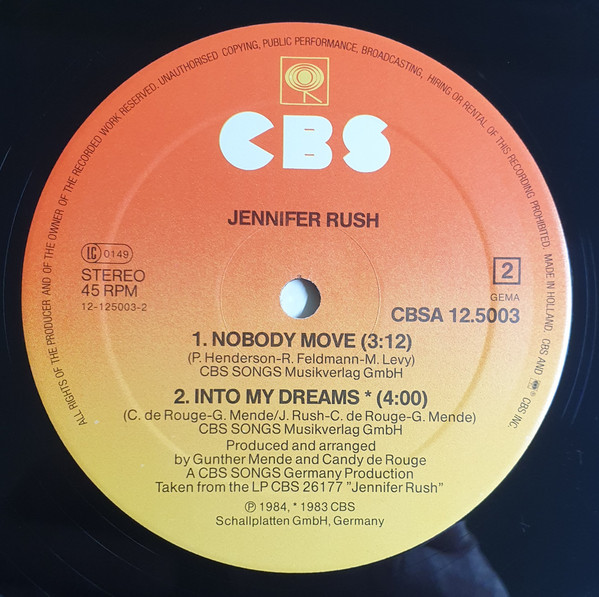 ALL RIGHTS OF THE PRODUCER AND OF THE OWNER OF THE RECORDED WORK RESERVED. UNAUTHORISED COPYING, PUBLIC PERFORMANCE, BROADCASTING, HIRING OR RENTAL OF THIS RECORDING PROHIBITED. MADE IN HOLLAND. CBS AND CBS INC.
CBS
JENNIFER RUSH
LC 0149
STEREO
45 RPM
12-125003-2
2
GEMA
CBSA 12.5003
1. NOBODY MOVE (3:12)
(P. Henderson-R. Feldmann-M. Levy)
CBS SONGS Musikverlag GmbH
2. INTO MY DREAMS * (4:00)
(C. de Rouge-G. Mende/J. Rush-C. de Rouge-G. Mende)
CBS SONGS Musikverlag GmbH
Produced and arranged
by Gunther Mende and Candy de Rouge
A CBS SONGS Germany Production
Taken from the LP CBS 26177 "Jennifer Rush"
℗ 1984, * 1983 CBS
Schallplatten GmbH, Germany